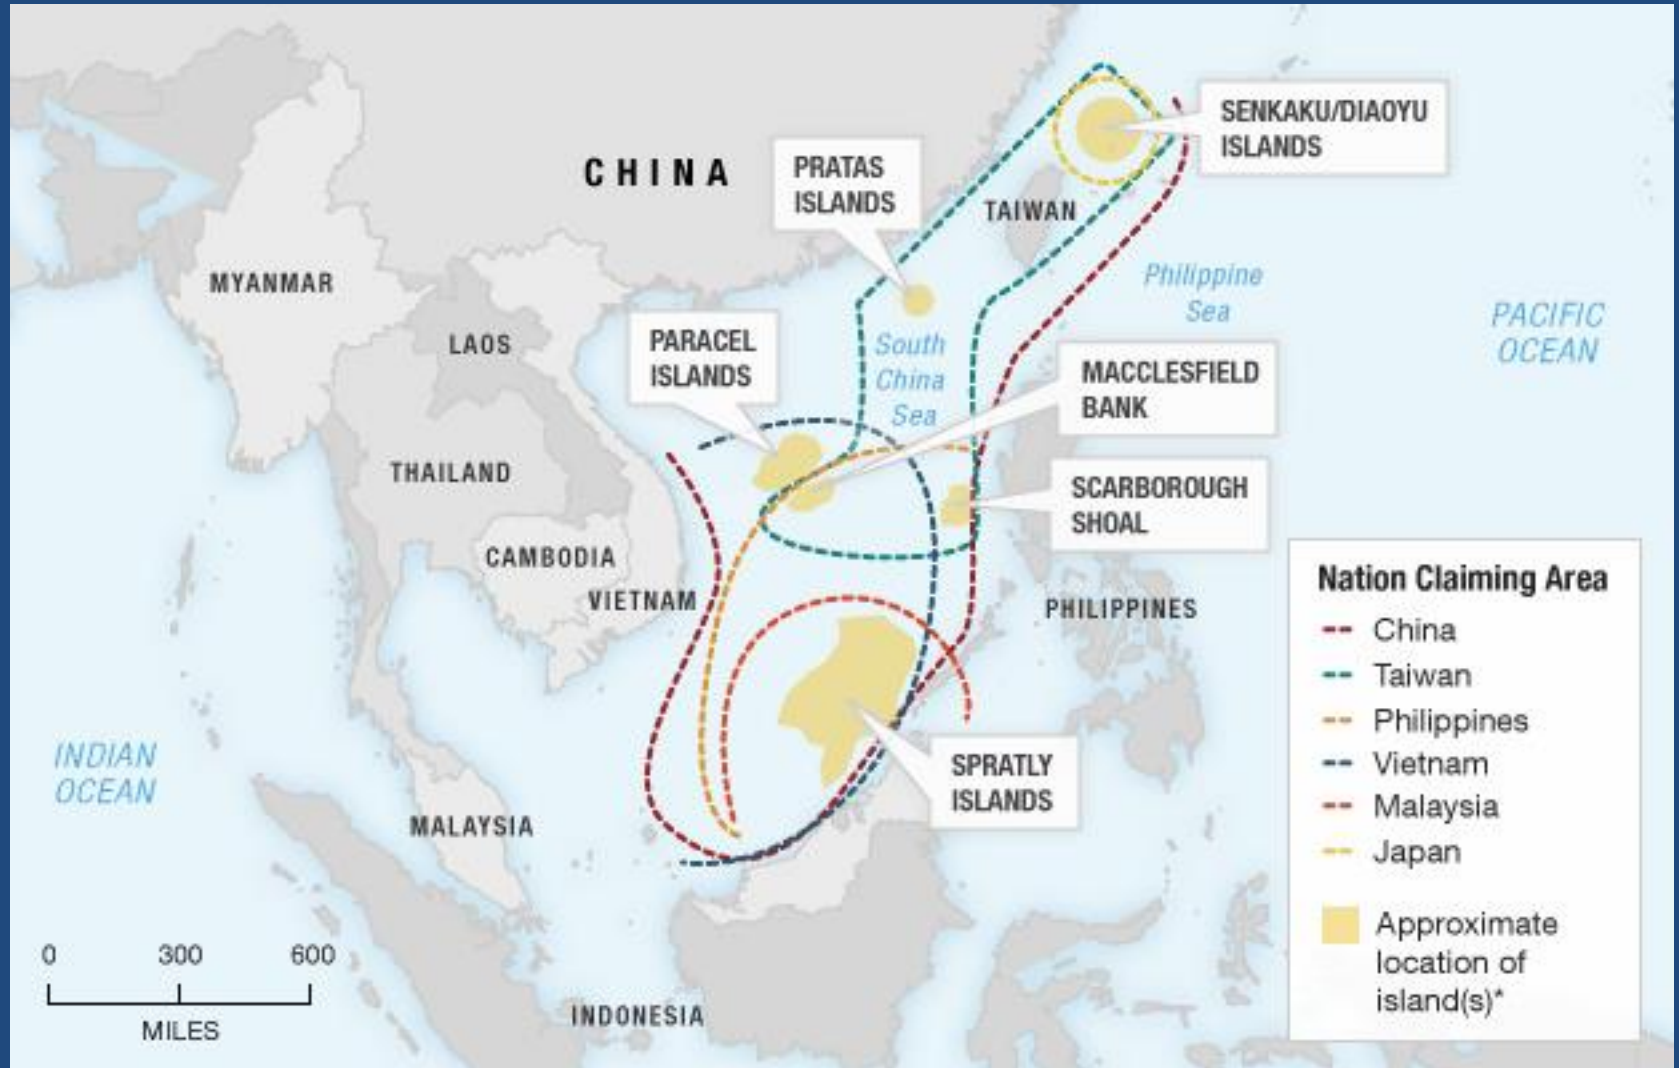 SENKAKU/DIAOYU
ISLANDS
PRATAS
ISLANDS
CHINA
TAIWAN
MYANMAR
Philippine
Sea
LAOS
PARACEL
ISLANDS
South
China
Sea
PACIFIC
OCEAN
MACCLESFIELD
BANK
THAILAND
SCARBOROUGH
SHOAL
CAMBODIA
VIETNAM
PHILIPPINES
INDIAN
OCEAN
MALAYSIA
SPRATLY
ISLANDS
INDONESIA
0 300 600
MILES
Nation Claiming Area
China
Taiwan
Philippines
Vietnam
Malaysia
Japan
Approximate
location of
island(s)*